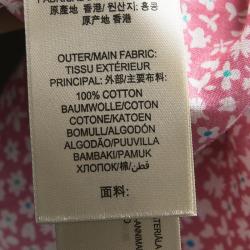 原產地 香港/ 원산지: 홍콩
原产地 香港
OUTER/MAIN FABRIC:
TISSU EXTÉRIEUR
PRINCIPAL: 外部/主要布料:
100% COTTON
BAUMWOLLE/COTON
COTONE/KATOEN
BOMULL/ALGODÓN
ALGODÃO/PUUVILLA
BAMBAKI/PAMUK
ХЛОПОК/棉/قطن
面料: